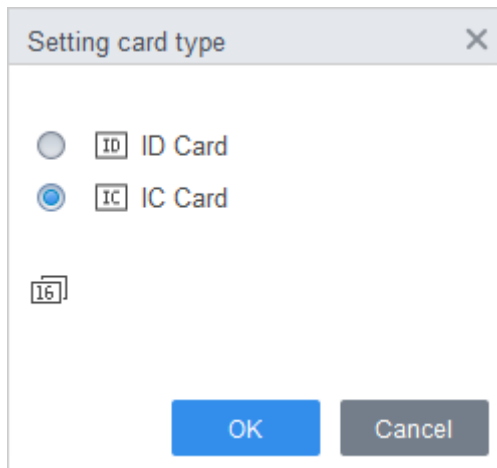 Setting card type
ID ID Card
IC IC Card
16
OK Cancel